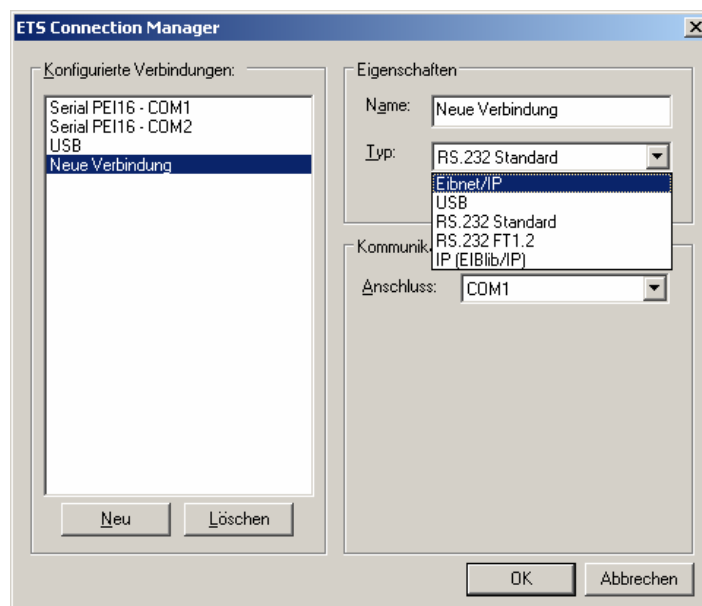 ETS Connection Manager
Konfigurierte Verbindungen:
Serial PEI16 - COM1
Serial PEI16 - COM2
USB
Neue Verbindung
Neu
Löschen
Eigenschaften
Name:
Neue Verbindung
Typ:
RS.232 Standard
Eibnet/IP
USB
RS.232 Standard
RS.232 FT1.2
IP (EIBlib/IP)
Kommunik
Anschluss:
COM1
OK
Abbrechen